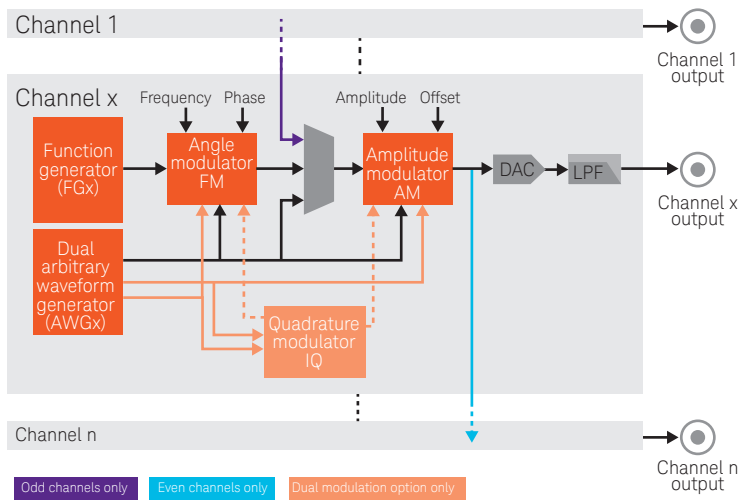 Channel 1
Channel 1
output
Channel x
Frequency
Phase
Amplitude
Offset
Function
generator
(FGx)
Angle
modulator
FM
Amplitude
modulator
AM
DAC
LPF
Channel x
output
Dual
arbitrary
waveform
generator
(AWGx)
Quadrature
modulator
IQ
Channel n
Channel n
output
Odd channels only
Even channels only
Dual modulation option only